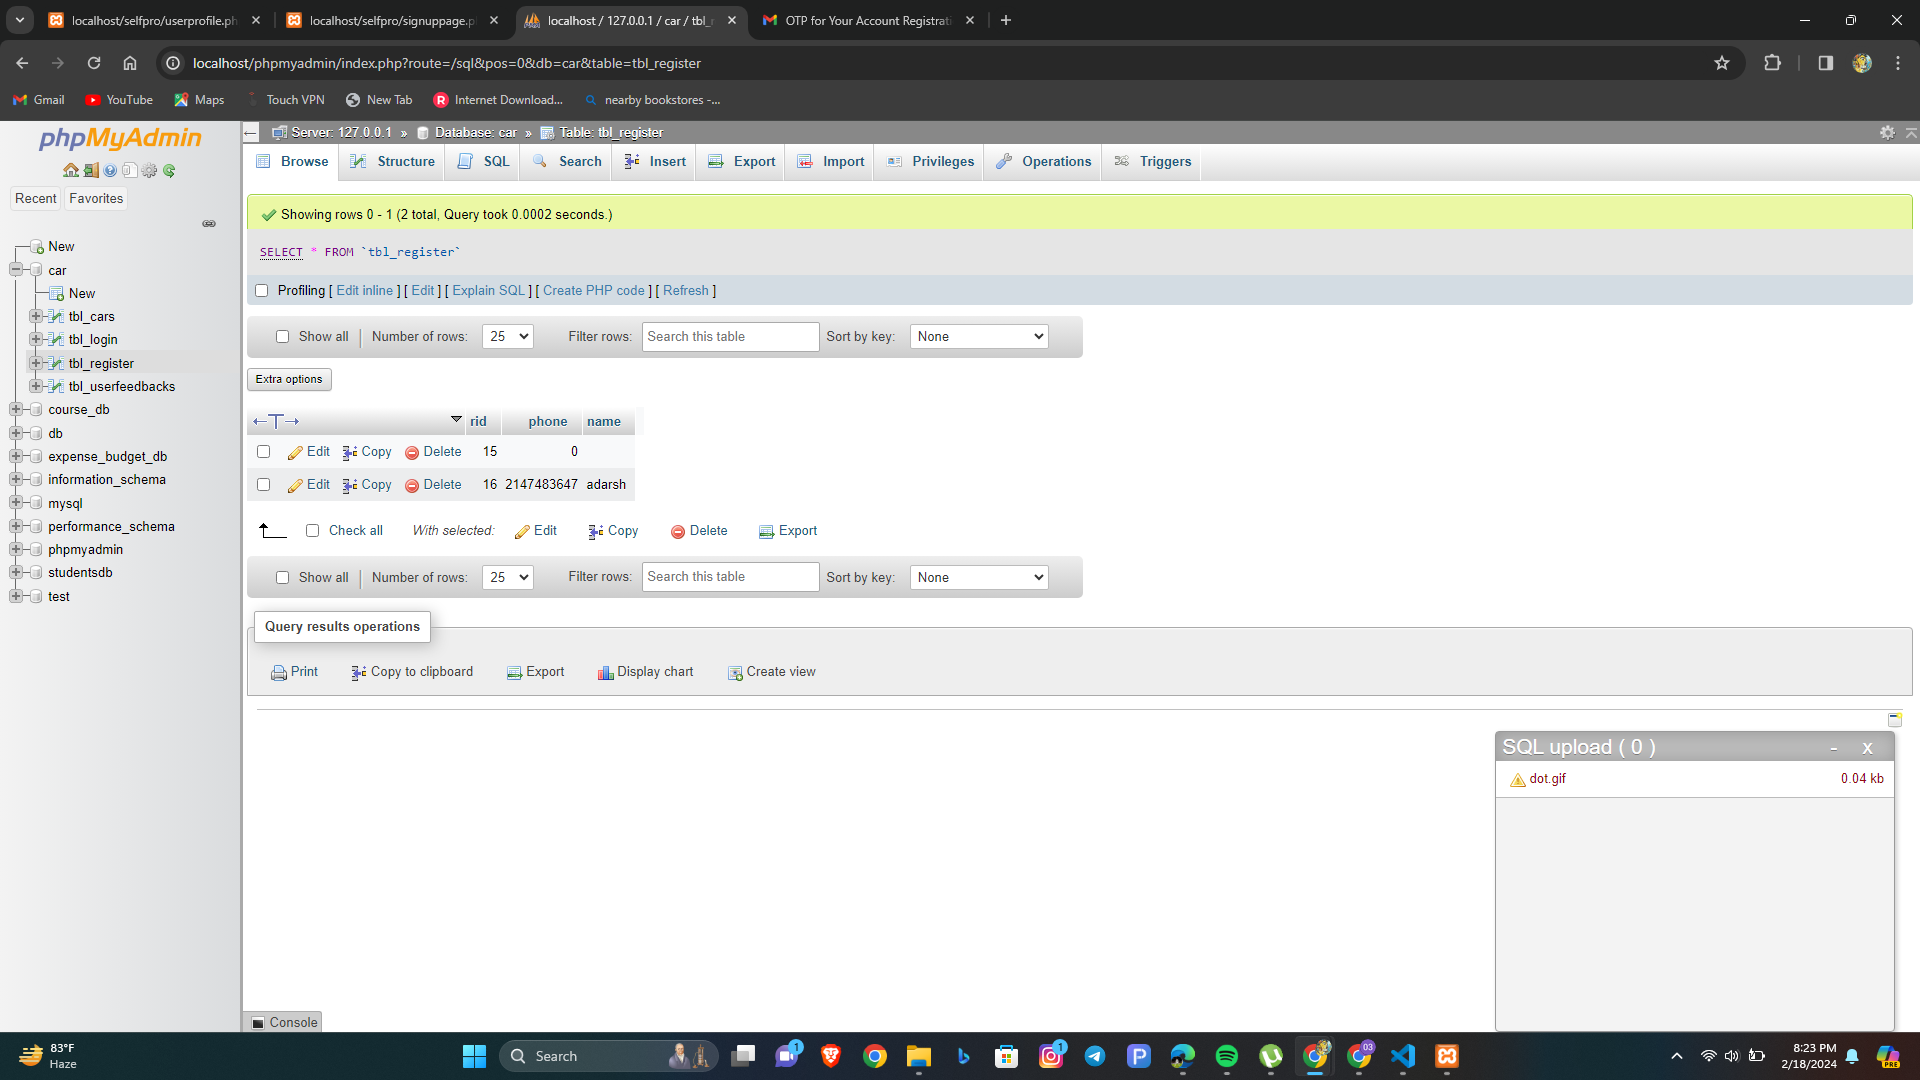 localhost/selfpro/userprofile.ph
localhost/selfpro/signuppage.p
localhost / 127.0.0.1 / car / tbl_r
OTP for Your Account Registrati
localhost/phpmyadmin/index.php?route=/sql&pos=0&db=car&table=tbl_register
Gmail YouTube Maps Touch VPN New Tab Internet Download... nearby bookstores -...
phpMyAdmin
Recent Favorites
New
car
New
tbl_cars
tbl_login
tbl_register
tbl_userfeedbacks
course_db
db
expense_budget_db
information_schema
mysql
performance_schema
phpmyadmin
studentsdb
test
Server: 127.0.0.1 » Database: car » Table: tbl_register
Browse Structure SQL Search Insert Export Import Privileges Operations Triggers
Showing rows 0 - 1 (2 total, Query took 0.0002 seconds.)
SELECT * FROM `tbl_register`
Profiling [ Edit inline ] [ Edit ] [ Explain SQL ] [ Create PHP code ] [ Refresh ]
Show all | Number of rows: 25 Filter rows: Search this table Sort by key: None
Extra options
rid phone name
Edit Copy Delete 15 0
Edit Copy Delete 16 2147483647 adarsh
Check all With selected: Edit Copy Delete Export
Show all | Number of rows: 25 Filter rows: Search this table Sort by key: None
Query results operations
Print Copy to clipboard Export Display chart Create view
SQL upload ( 0 ) - x
dot.gif 0.04 kb
Console
83°F
Haze
Search
1
1
03
8:23 PM
2/18/2024
PRE